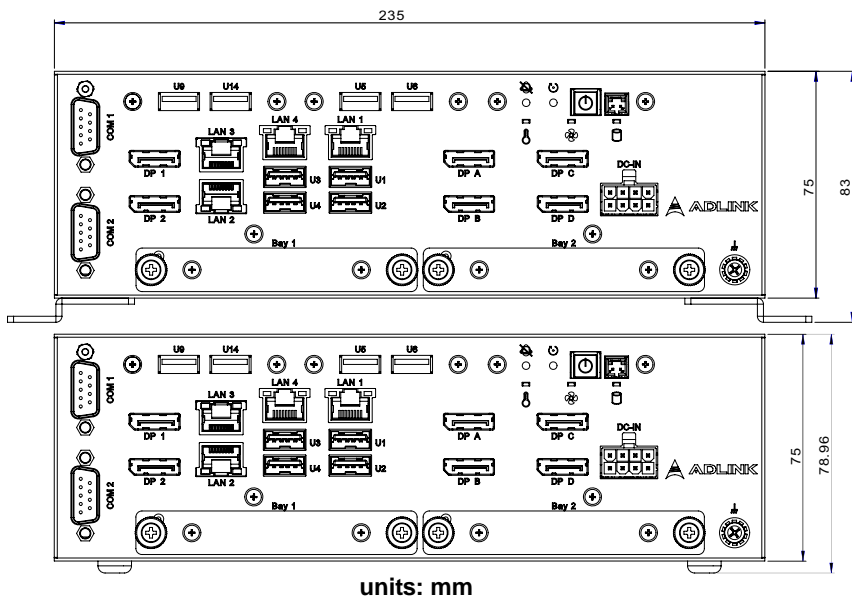 235
U9 U14 U5 U6
COM 1
LAN 3 LAN 4 LAN 1
DP 1 DP A DP C
U3 U1
DC-IN
DP 2 LAN 2 U4 U2 DP B DP D
ADLINK
COM 2
Bay 1 Bay 2
75
83
U9 U14 U5 U6
COM 1
LAN 3 LAN 4 LAN 1
DP 1 DP A DP C
U3 U1
DC-IN
DP 2 LAN 2 U4 U2 DP B DP D
ADLINK
COM 2
Bay 1 Bay 2
75
78.96
units: mm